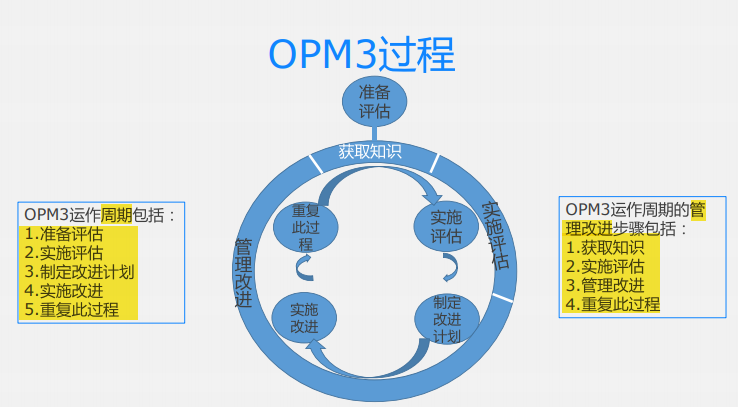 OPM3过程
准备
评估
获取知识
重复
此过
程
实施
评估
实施评估
管理改进
实施
改进
制定
改进
计划
OPM3运作周期包括：
1.准备评估
2.实施评估
3.制定改进计划
4.实施改进
5.重复此过程
OPM3运作周期的管
理改进步骤包括：
1.获取知识
2.实施评估
3.管理改进
4.重复此过程